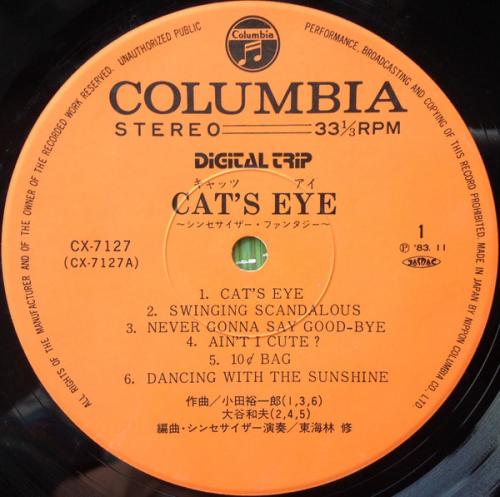 Columbia
COLUMBIA
STEREO 33 1/3 RPM
DIGITAL TRIP
キャッツ アイ
CAT'S EYE
~シンセサイザー・ファンタジー~
CX-7127
(CX-7127A)
1
Ⓟ '83. 11
JASRAC
1. CAT'S EYE
2. SWINGING SCANDALOUS
3. NEVER GONNA SAY GOOD-BYE
4. AIN'T I CUTE ?
5. 10¢ BAG
6. DANCING WITH THE SUNSHINE
作曲/小田裕一郎(1,3,6)
大谷和夫(2,4,5)
編曲・シンセサイザー演奏/東海林 修
ALL RIGHTS OF THE MANUFACTURER AND OF THE OWNER OF THE RECORDED WORK RESERVED. UNAUTHORIZED PUBLIC PERFORMANCE, BROADCASTING AND COPYING OF THIS RECORD PROHIBITED. MADE IN JAPAN BY NIPPON COLUMBIA CO., LTD.